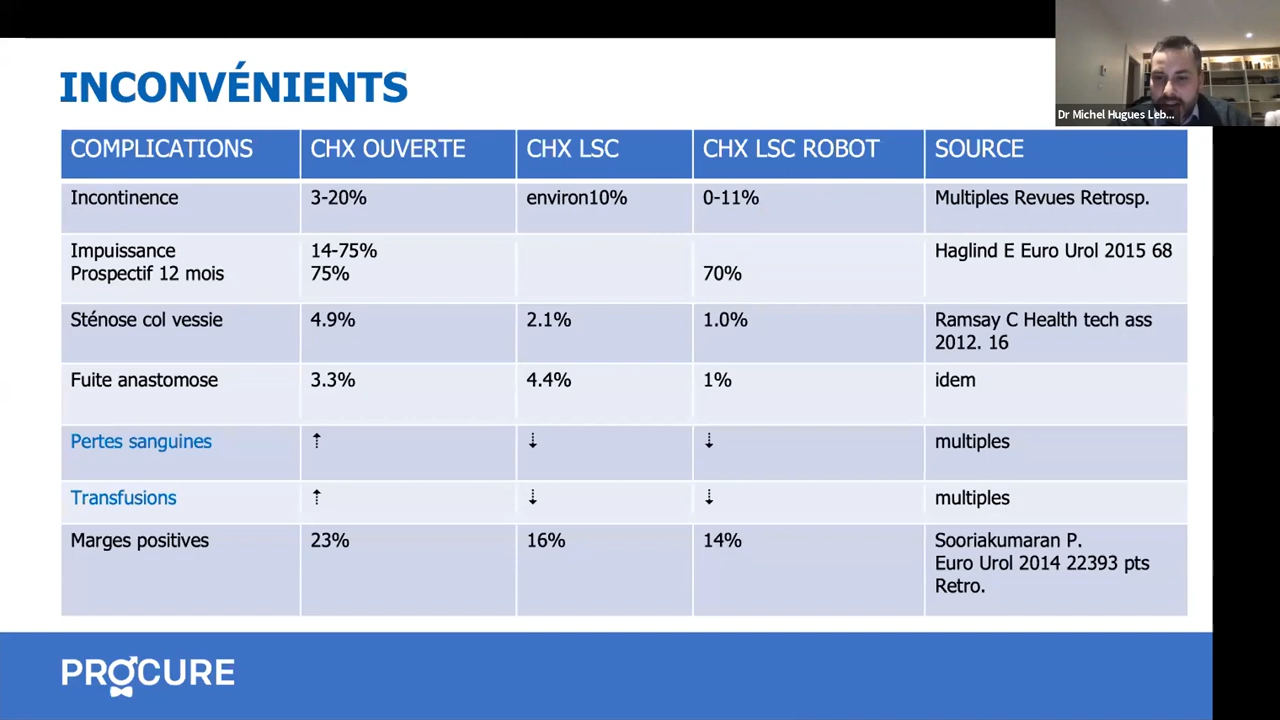 INCONVÉNIENTS
Dr Michel Hugues Leb...
COMPLICATIONS CHX OUVERTE CHX LSC CHX LSC ROBOT SOURCE
Incontinence 3-20% environ10% 0-11% Multiples Revues Retrosp.
Impuissance 14-75% Haglind E Euro Urol 2015 68
Prospectif 12 mois 75% 70%
Sténose col vessie 4.9% 2.1% 1.0% Ramsay C Health tech ass
2012. 16
Fuite anastomose 3.3% 4.4% 1% idem
Pertes sanguines ⇡ ⇣ ⇣ multiples
Transfusions ⇡ ⇣ ⇣ multiples
Marges positives 23% 16% 14% Sooriakumaran P.
Euro Urol 2014 22393 pts
Retro.
PROCURE